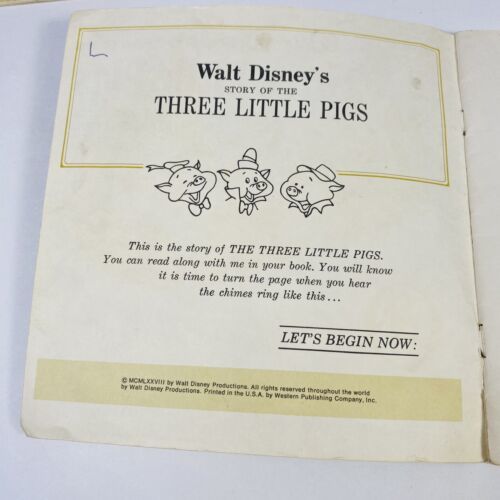 Walt Disney's
STORY OF THE
THREE LITTLE PIGS
This is the story of THE THREE LITTLE PIGS.
You can read along with me in your book. You will know
it is time to turn the page when you hear
the chimes ring like this...
LET'S BEGIN NOW:
© MCMLXXVIII by Walt Disney Productions. All rights reserved throughout the world
by Walt Disney Productions. Printed in the U.S.A. by Western Publishing Company, Inc.